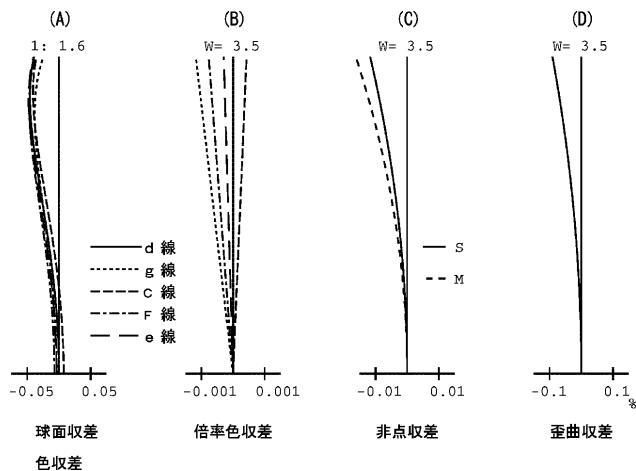 (A)
(B)
(C)
(D)
1: 1.6
W= 3.5
W= 3.5
W= 3.5
d 線
g 線
C 線
F 線
e 線
S
M
-0.05 0.05
-0.001 0.001
-0.01 0.01
-0.1 0.1
%
球面収差
色収差
倍率色収差
非点収差
歪曲収差